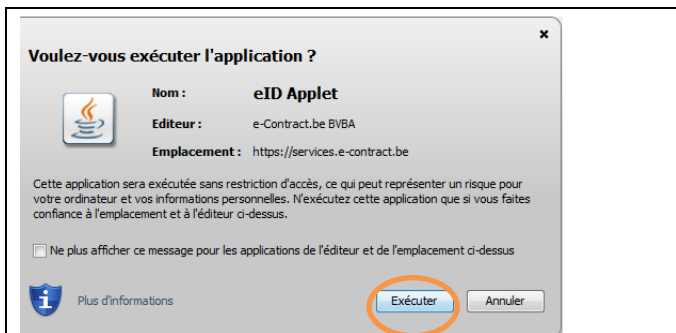 Voulez-vous exécuter l'application ?
Nom : eID Applet
Editeur : e-Contract.be BVBA
Emplacement : https://services.e-contract.be
Cette application sera exécutée sans restriction d'accès, ce qui peut représenter un risque pour
votre ordinateur et vos informations personnelles. N'exécutez cette application que si vous faites
confiance à l'emplacement et à l'éditeur ci-dessus.
Ne plus afficher ce message pour les applications de l'éditeur et de l'emplacement ci-dessus
Plus d'informations Exécuter Annuler